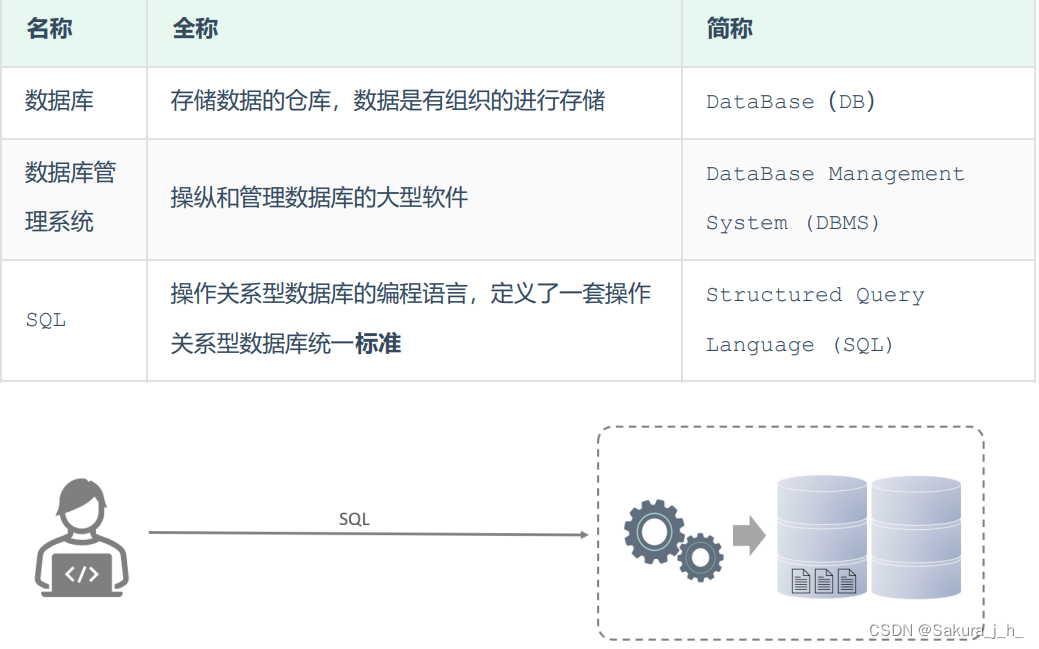 名称 全称 简称
数据库 存储数据的仓库，数据是有组织的进行存储 DataBase（DB）
数据库管
理系统
操纵和管理数据库的大型软件
DataBase Management
System (DBMS)
SQL
操作关系型数据库的编程语言，定义了一套操作
关系型数据库统一标准
Structured Query
Language (SQL)
SQL
</>
CSDN @Sakura_j_h_